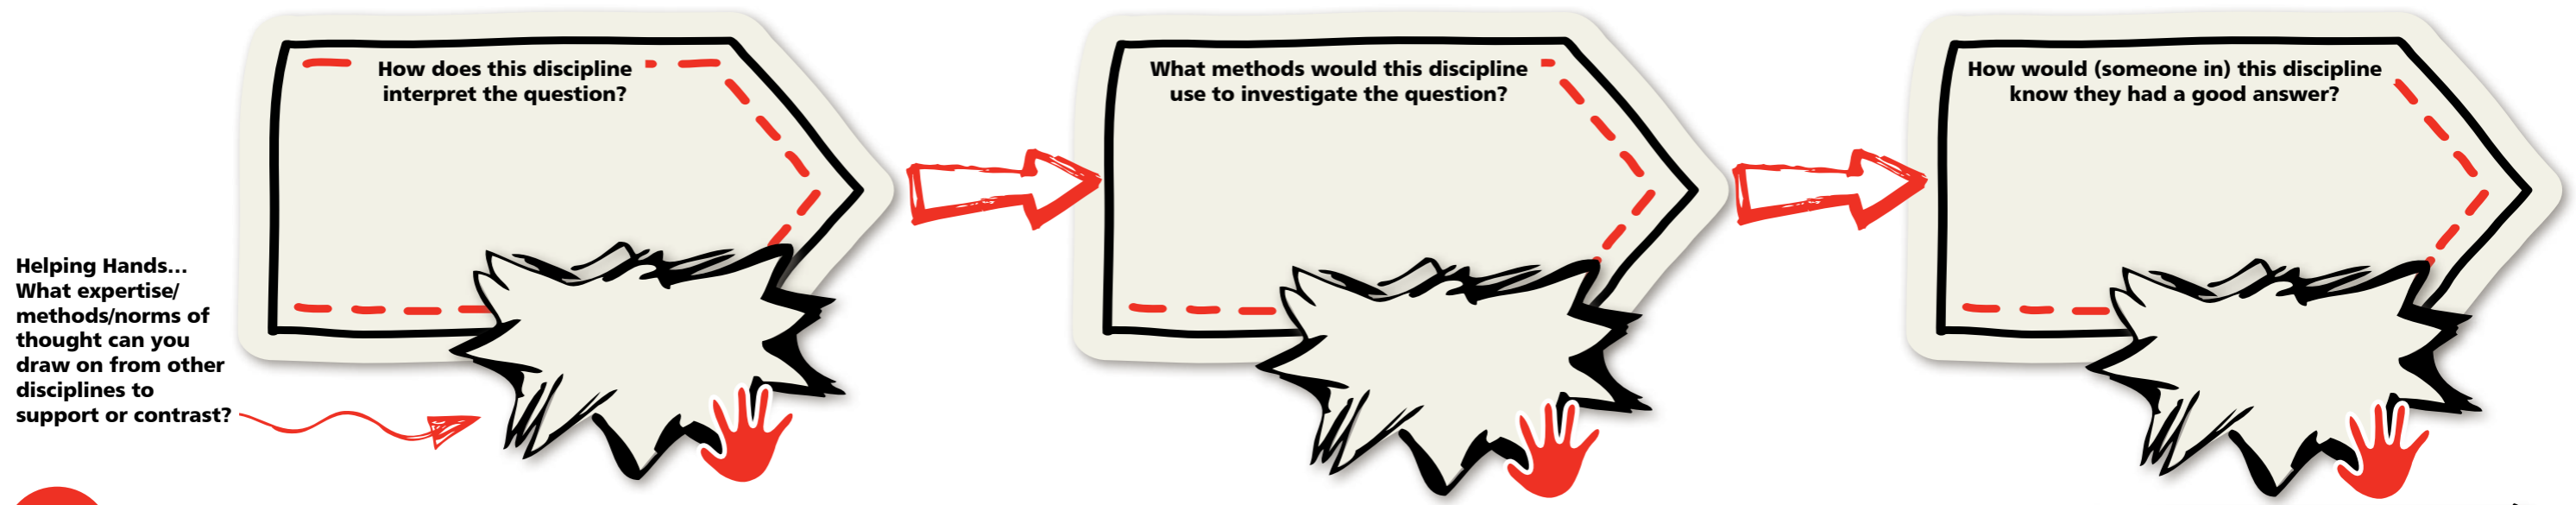 How does this discipline
interpret the question?
What methods would this discipline
use to investigate the question?
How would (someone in) this discipline
know they had a good answer?
Helping Hands...
What expertise/
methods/norms of
thought can you
draw on from other
disciplines to
support or contrast?